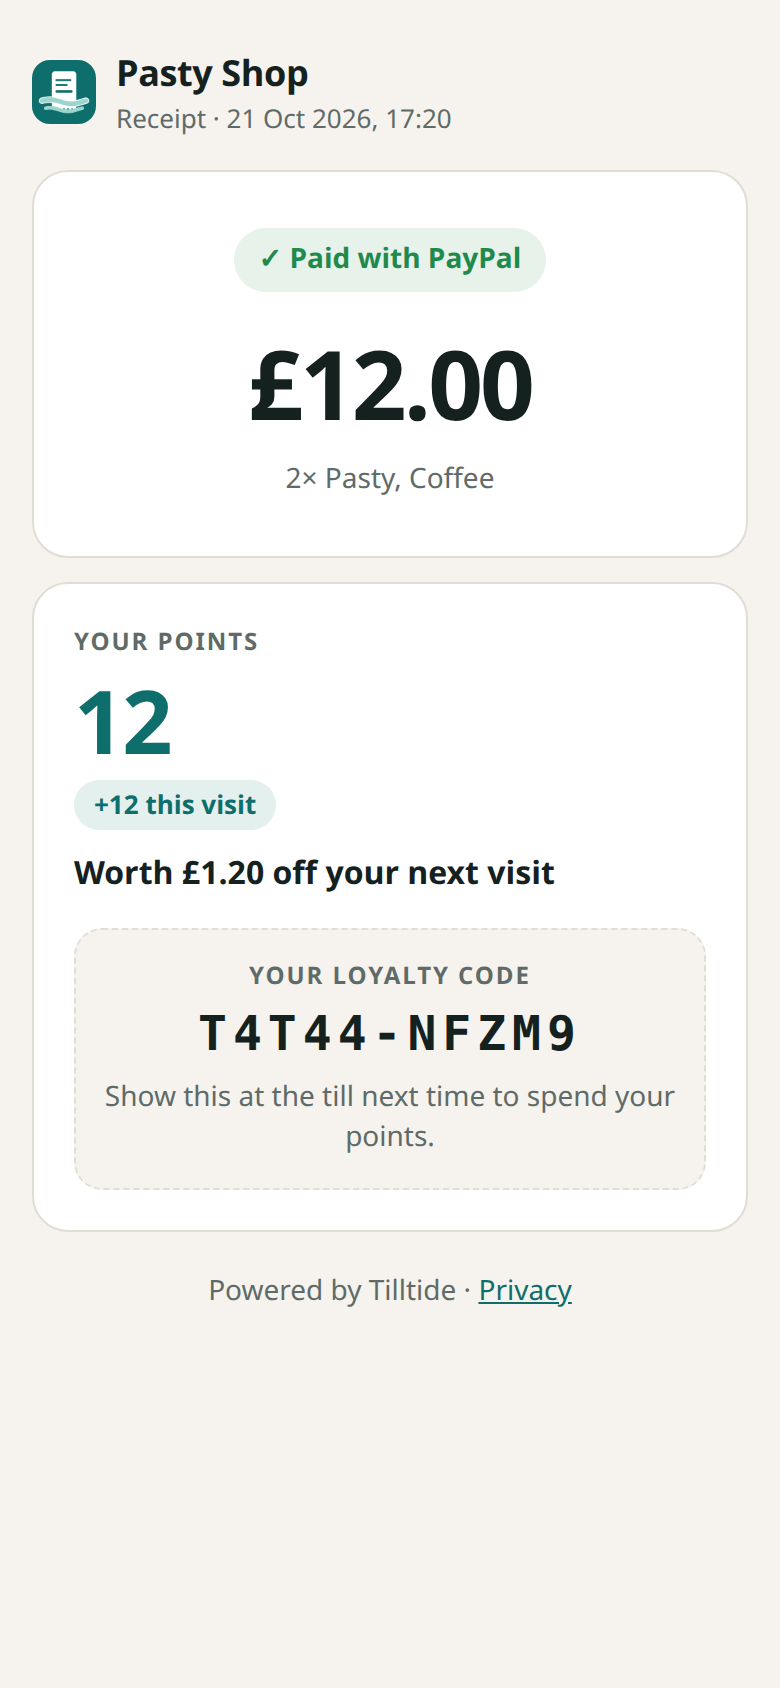 Pasty Shop
Receipt · 21 Oct 2026, 17:20
✓ Paid with PayPal
£12.00
2× Pasty, Coffee
YOUR POINTS
12
+12 this visit
Worth £1.20 off your next visit
YOUR LOYALTY CODE
T4T44-NFZM9
Show this at the till next time to spend your
points.
Powered by Tilltide · Privacy